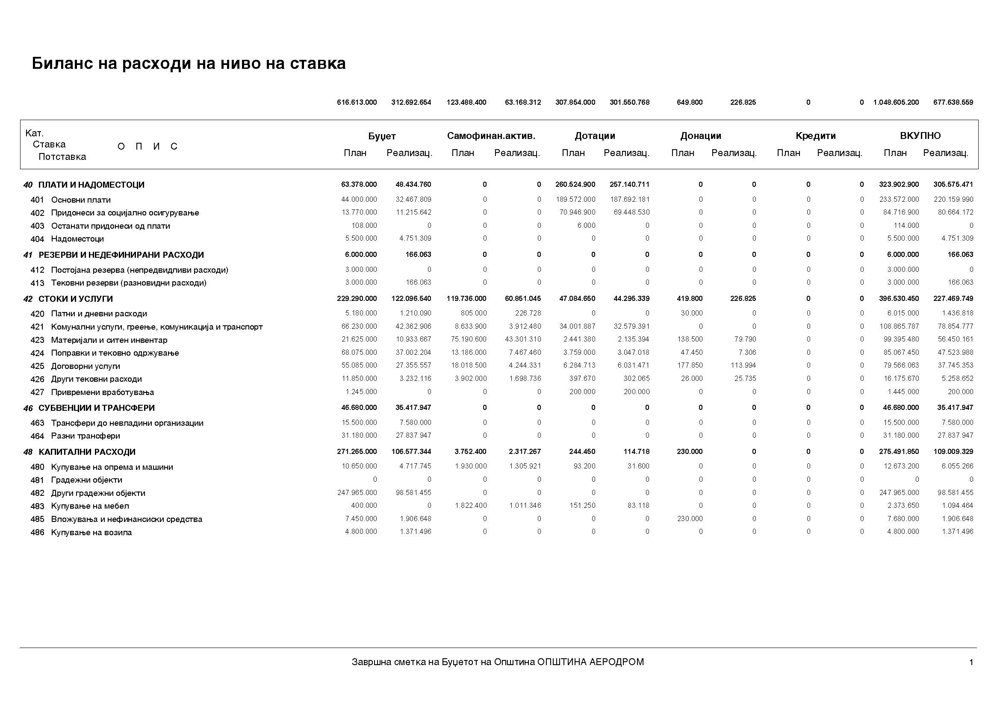 Биланс на расходи на ниво на ставка
616.613.000 312.692.654 123.488.400 63.168.312 307.854.000 301.550.768 649.800 226.825 0 0 1.048.605.200 677.638.559
Кат.
Ставка
Потставка
О П И С
Буџет Самофинан.актив. Дотации Донации Кредити ВКУПНО
План Реализац. План Реализац. План Реализац. План Реализац. План Реализац. План Реализац.
40 ПЛАТИ И НАДОМЕСТОЦИ 63.378.000 48.434.760 0 0 260.524.900 257.140.711 0 0 0 0 323.902.900 305.575.471
401 Основни плати 44.000.000 32.467.809 0 0 189.572.000 187.692.181 0 0 0 0 233.572.000 220.159.990
402 Придонеси за социјално осигурување 13.770.000 11.215.642 0 0 70.946.900 69.448.530 0 0 0 0 84.716.900 80.664.172
403 Останати придонеси од плати 108.000 0 0 0 6.000 0 0 0 0 0 114.000 0
404 Надоместоци 5.500.000 4.751.309 0 0 0 0 0 0 0 0 5.500.000 4.751.309
41 РЕЗЕРВИ И НЕДЕФИНИРАНИ РАСХОДИ 6.000.000 166.063 0 0 0 0 0 0 0 0 6.000.000 166.063
412 Постојана резерва (непредвидливи расходи) 3.000.000 0 0 0 0 0 0 0 0 0 3.000.000 0
413 Тековни резерви (разновидни расходи) 3.000.000 166.063 0 0 0 0 0 0 0 0 3.000.000 166.063
42 СТОКИ И УСЛУГИ 229.290.000 122.096.540 119.736.000 60.851.045 47.084.650 44.295.339 419.800 226.825 0 0 396.530.450 227.469.749
420 Патни и дневни расходи 5.180.000 1.210.090 805.000 226.728 0 0 30.000 0 0 0 6.015.000 1.436.818
421 Комунални услуги, греење, комуникација и транспорт 66.230.000 42.362.906 8.633.900 3.912.480 34.001.887 32.579.391 0 0 0 0 108.865.787 78.854.777
423 Материјали и ситен инвентар 21.625.000 10.933.667 75.190.600 43.301.310 2.441.380 2.135.394 138.500 79.790 0 0 99.395.480 56.450.161
424 Поправки и тековно одржување 68.075.000 37.002.204 13.186.000 7.467.460 3.759.000 3.047.018 47.450 7.306 0 0 85.067.450 47.523.988
425 Договорни услуги 55.085.000 27.355.557 18.018.500 4.244.331 6.284.713 6.031.471 177.850 113.994 0 0 79.566.063 37.745.353
426 Други тековни расходи 11.850.000 3.232.116 3.902.000 1.698.736 397.670 302.065 26.000 25.735 0 0 16.175.670 5.258.652
427 Привремени вработувања 1.245.000 0 0 0 200.000 200.000 0 0 0 0 1.445.000 200.000
46 СУБВЕНЦИИ И ТРАНСФЕРИ 46.680.000 35.417.947 0 0 0 0 0 0 0 0 46.680.000 35.417.947
463 Трансфери до невладини организации 15.500.000 7.580.000 0 0 0 0 0 0 0 0 15.500.000 7.580.000
464 Разни трансфери 31.180.000 27.837.947 0 0 0 0 0 0 0 0 31.180.000 27.837.947
48 КАПИТАЛНИ РАСХОДИ 271.265.000 106.577.344 3.752.400 2.317.267 244.450 114.718 230.000 0 0 0 275.491.850 109.009.329
480 Купување на опрема и машини 10.650.000 4.717.745 1.930.000 1.305.921 93.200 31.600 0 0 0 0 12.673.200 6.055.266
481 Градежни објекти 0 0 0 0 0 0 0 0 0 0 0 0
482 Други градежни објекти 247.965.000 98.581.455 0 0 0 0 0 0 0 0 247.965.000 98.581.455
483 Купување на мебел 400.000 0 1.822.400 1.011.346 151.250 83.118 0 0 0 0 2.373.650 1.094.464
485 Вложувања и нефинансиски средства 7.450.000 1.906.648 0 0 0 0 230.000 0 0 0 7.680.000 1.906.648
486 Купување на возила 4.800.000 1.371.496 0 0 0 0 0 0 0 0 4.800.000 1.371.496
Завршна сметка на Буџетот на Општина ОПШТИНА АЕРОДРОМ 1